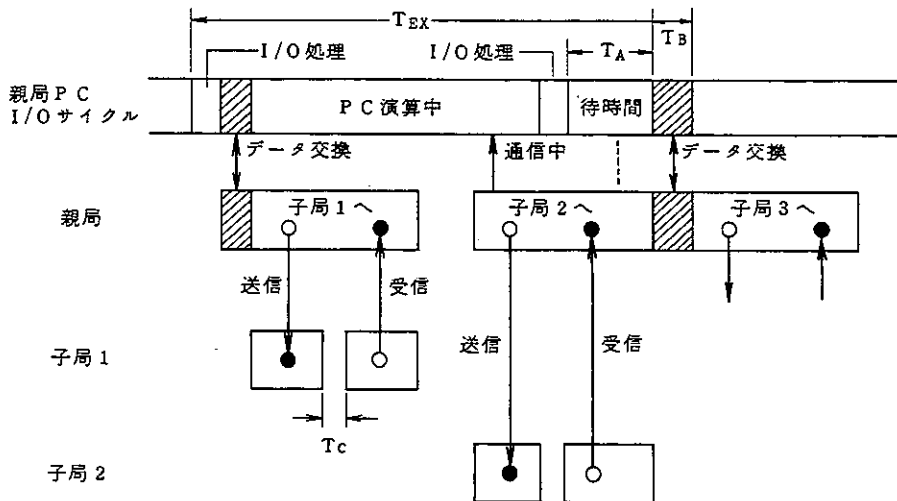 TEX
TB
I/O処理
I/O処理
TA
親局PC
I/Oサイクル
PC演算中
待時間
データ交換
通信中
データ交換
親局
子局1へ
子局2へ
子局3へ
送信
受信
子局1
送信
受信
TC
子局2